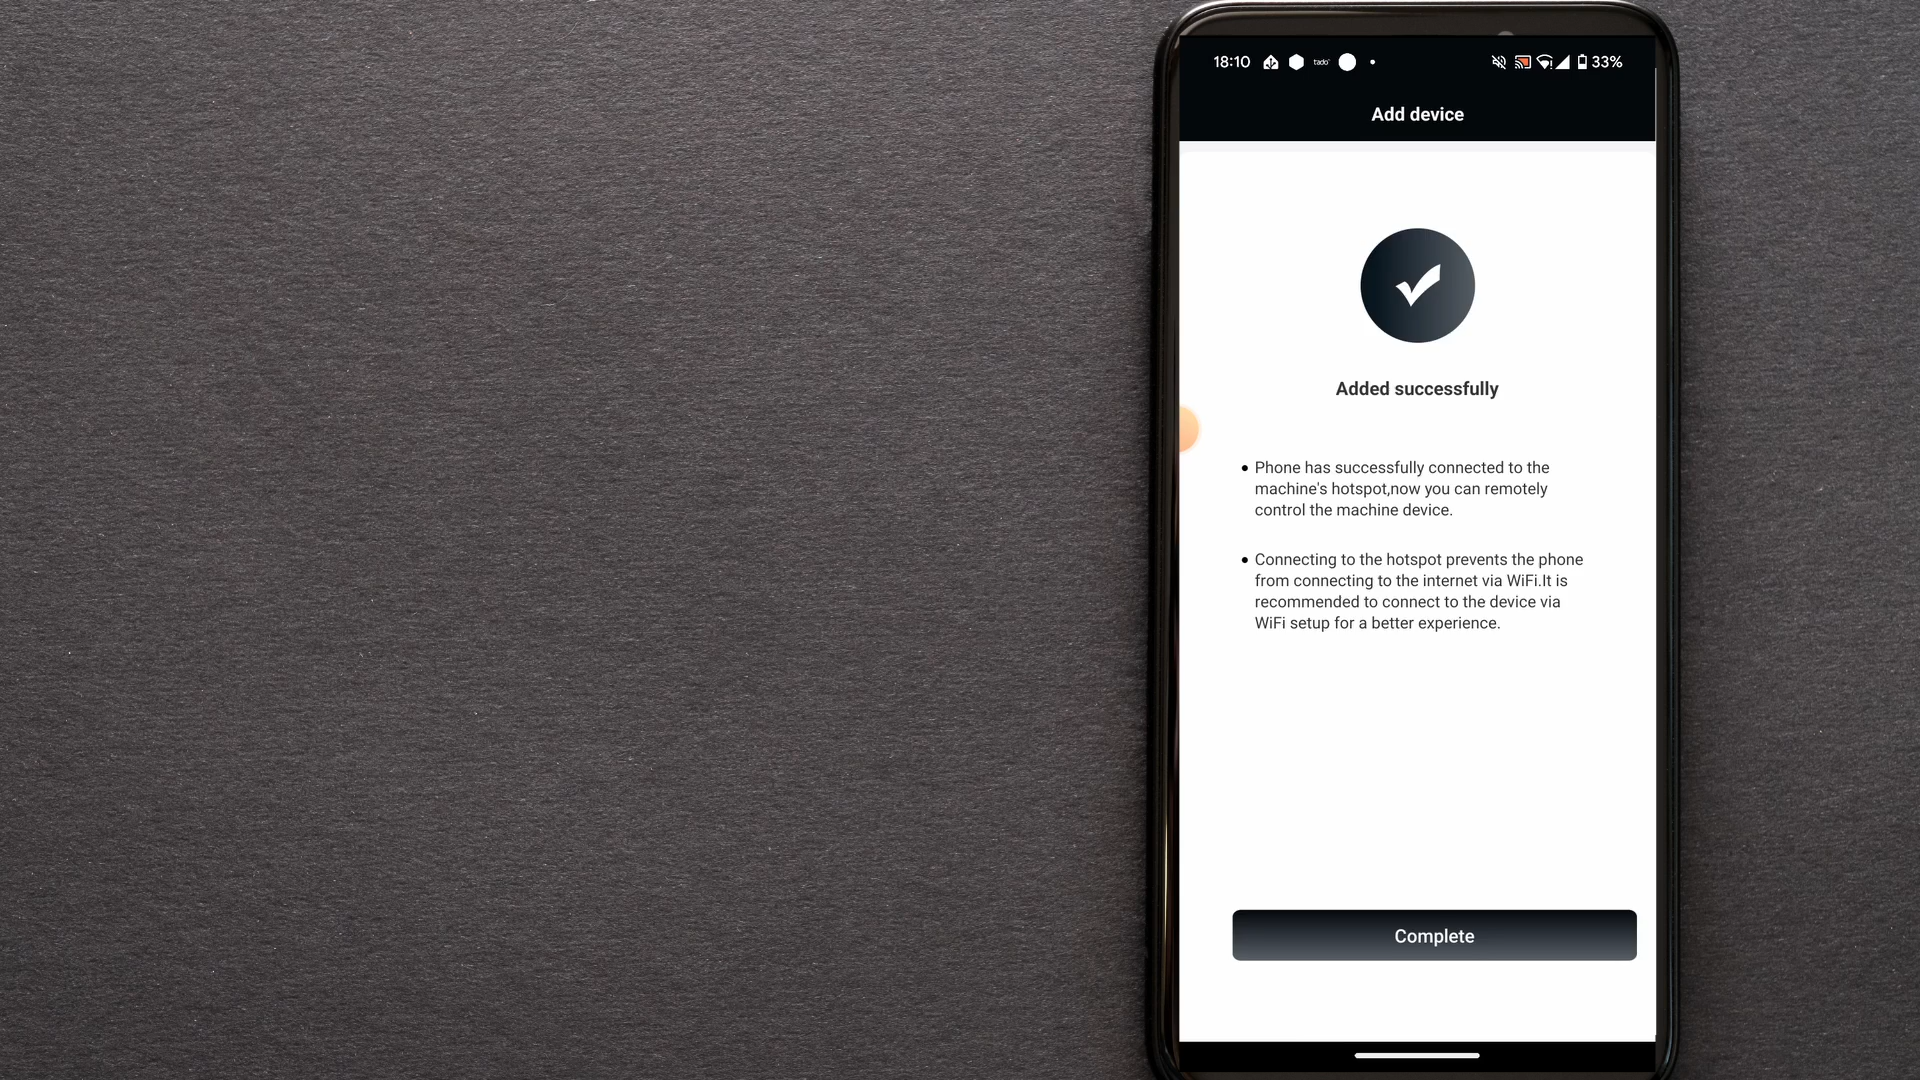 18:10 tado° 33%
Add device
Added successfully
• Phone has successfully connected to the
machine's hotspot,now you can remotely
control the machine device.
• Connecting to the hotspot prevents the phone
from connecting to the internet via WiFi.It is
recommended to connect to the device via
WiFi setup for a better experience.
Complete